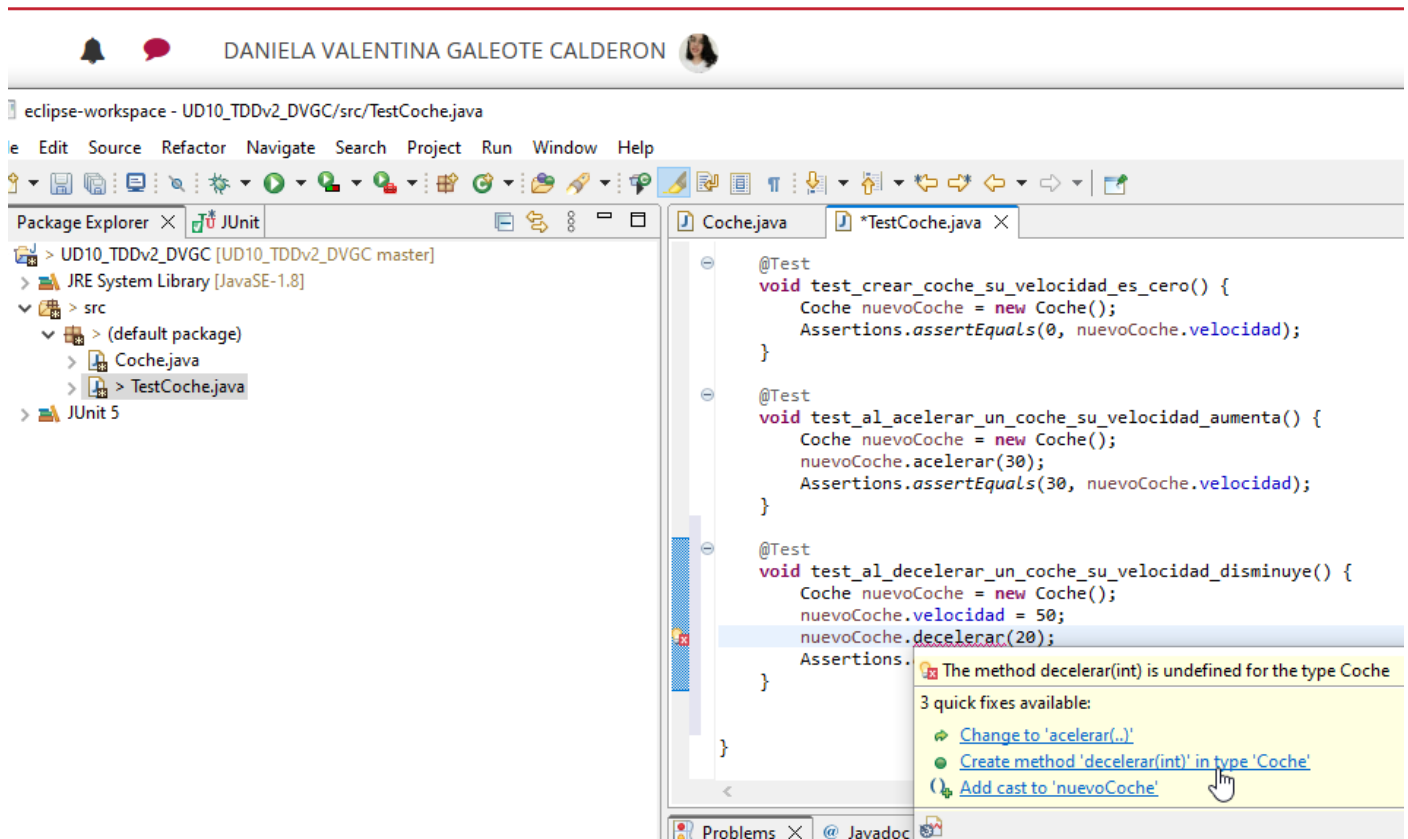 DANIELA VALENTINA GALEOTE CALDERON
eclipse-workspace - UD10_TDDv2_DVGC/src/TestCoche.java
Edit Source Refactor Navigate Search Project Run Window Help
Package Explorer JUnit
Coche.java *TestCoche.java
> UD10_TDDv2_DVGC [UD10_TDDv2_DVGC master]
JRE System Library [JavaSE-1.8]
> src
> (default package)
Coche.java
> TestCoche.java
JUnit 5
@Test
void test_crear_coche_su_velocidad_es_cero() {
Coche nuevoCoche = new Coche();
Assertions.assertEquals(0, nuevoCoche.velocidad);
}
@Test
void test_al_acelerar_un_coche_su_velocidad_aumenta() {
Coche nuevoCoche = new Coche();
nuevoCoche.acelerar(30);
Assertions.assertEquals(30, nuevoCoche.velocidad);
}
@Test
void test_al_decelerar_un_coche_su_velocidad_disminuye() {
Coche nuevoCoche = new Coche();
nuevoCoche.velocidad = 50;
nuevoCoche.decelerar(20);
Assertions.
}
}
The method decelerar(int) is undefined for the type Coche
3 quick fixes available:
Change to 'acelerar(..)'
Create method 'decelerar(int)' in type 'Coche'
Add cast to 'nuevoCoche'
Problems @ Javadoc